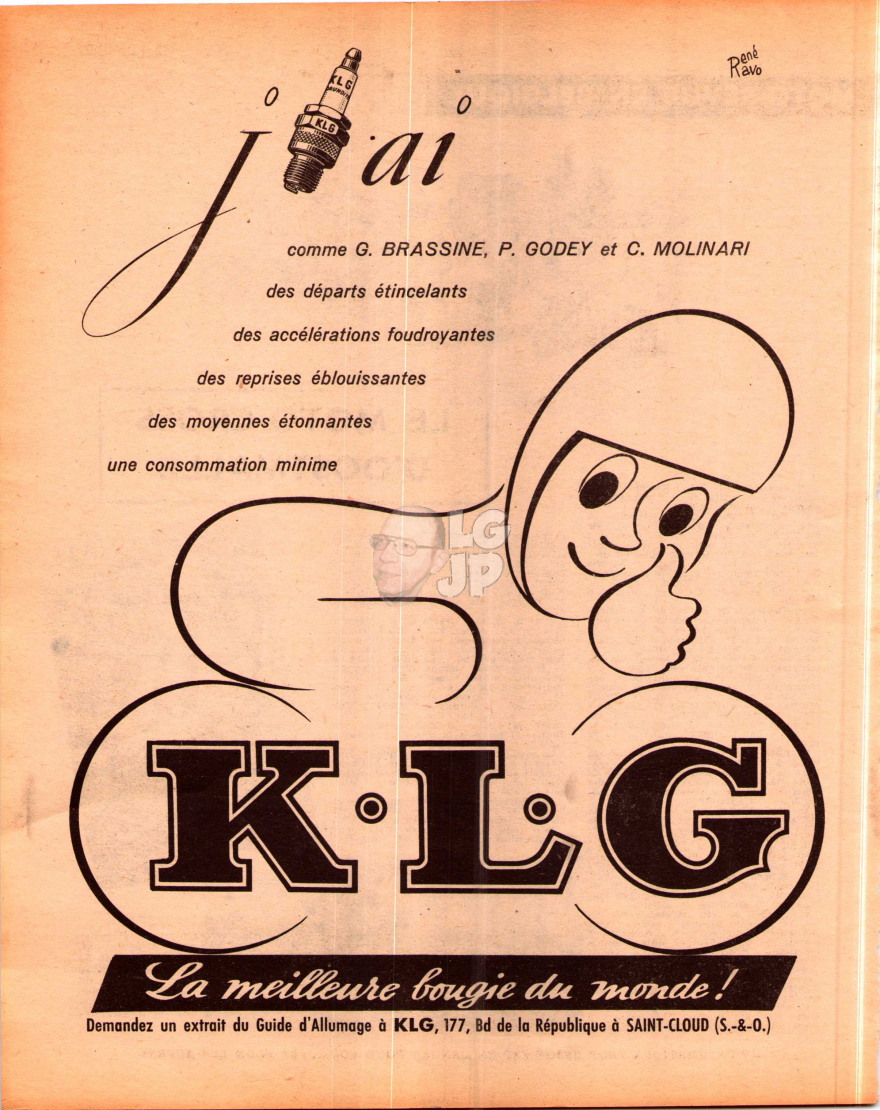 René
Ravo
j'ai
KLG
KLG
comme G. BRASSINE, P. GODEY et C. MOLINARI
des départs étincelants
des accélérations foudroyantes
des reprises éblouissantes
des moyennes étonnantes
une consommation minime
LG
JP
K.L.G
La meilleure bougie du monde !
Demandez un extrait du Guide d'Allumage à KLG, 177, Bd de la République à SAINT-CLOUD (S.-&-O.)